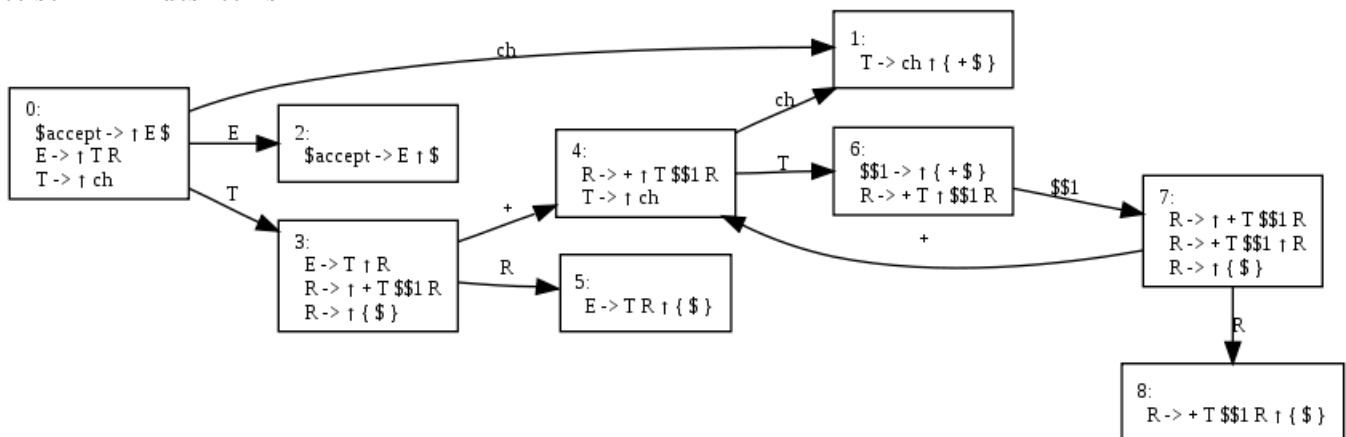 0:
$accept -> ↑ E $
E -> ↑ T R
T -> ↑ ch
ch
E
T
2:
$accept -> E ↑ $
3:
E -> T ↑ R
R -> ↑ + T $$1 R
R -> ↑ { $ }
+
R
4:
R -> + ↑ T $$1 R
T -> ↑ ch
5:
E -> T R ↑ { $ }
ch
T
1:
T -> ch ↑ { + $ }
6:
$$1 -> ↑ { + $ }
R -> + T ↑ $$1 R
$$1
+
7:
R -> ↑ + T $$1 R
R -> + T $$1 ↑ R
R -> ↑ { $ }
R
8:
R -> + T $$1 R ↑ { $ }